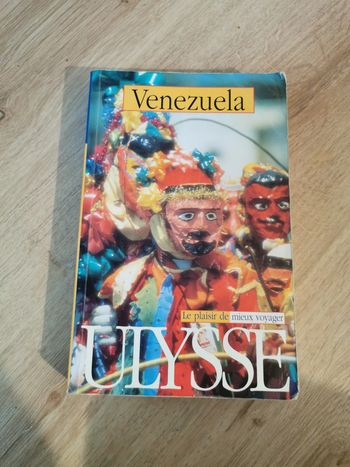 Venezuela
Le plaisir de mieux voyager
ULYSSE